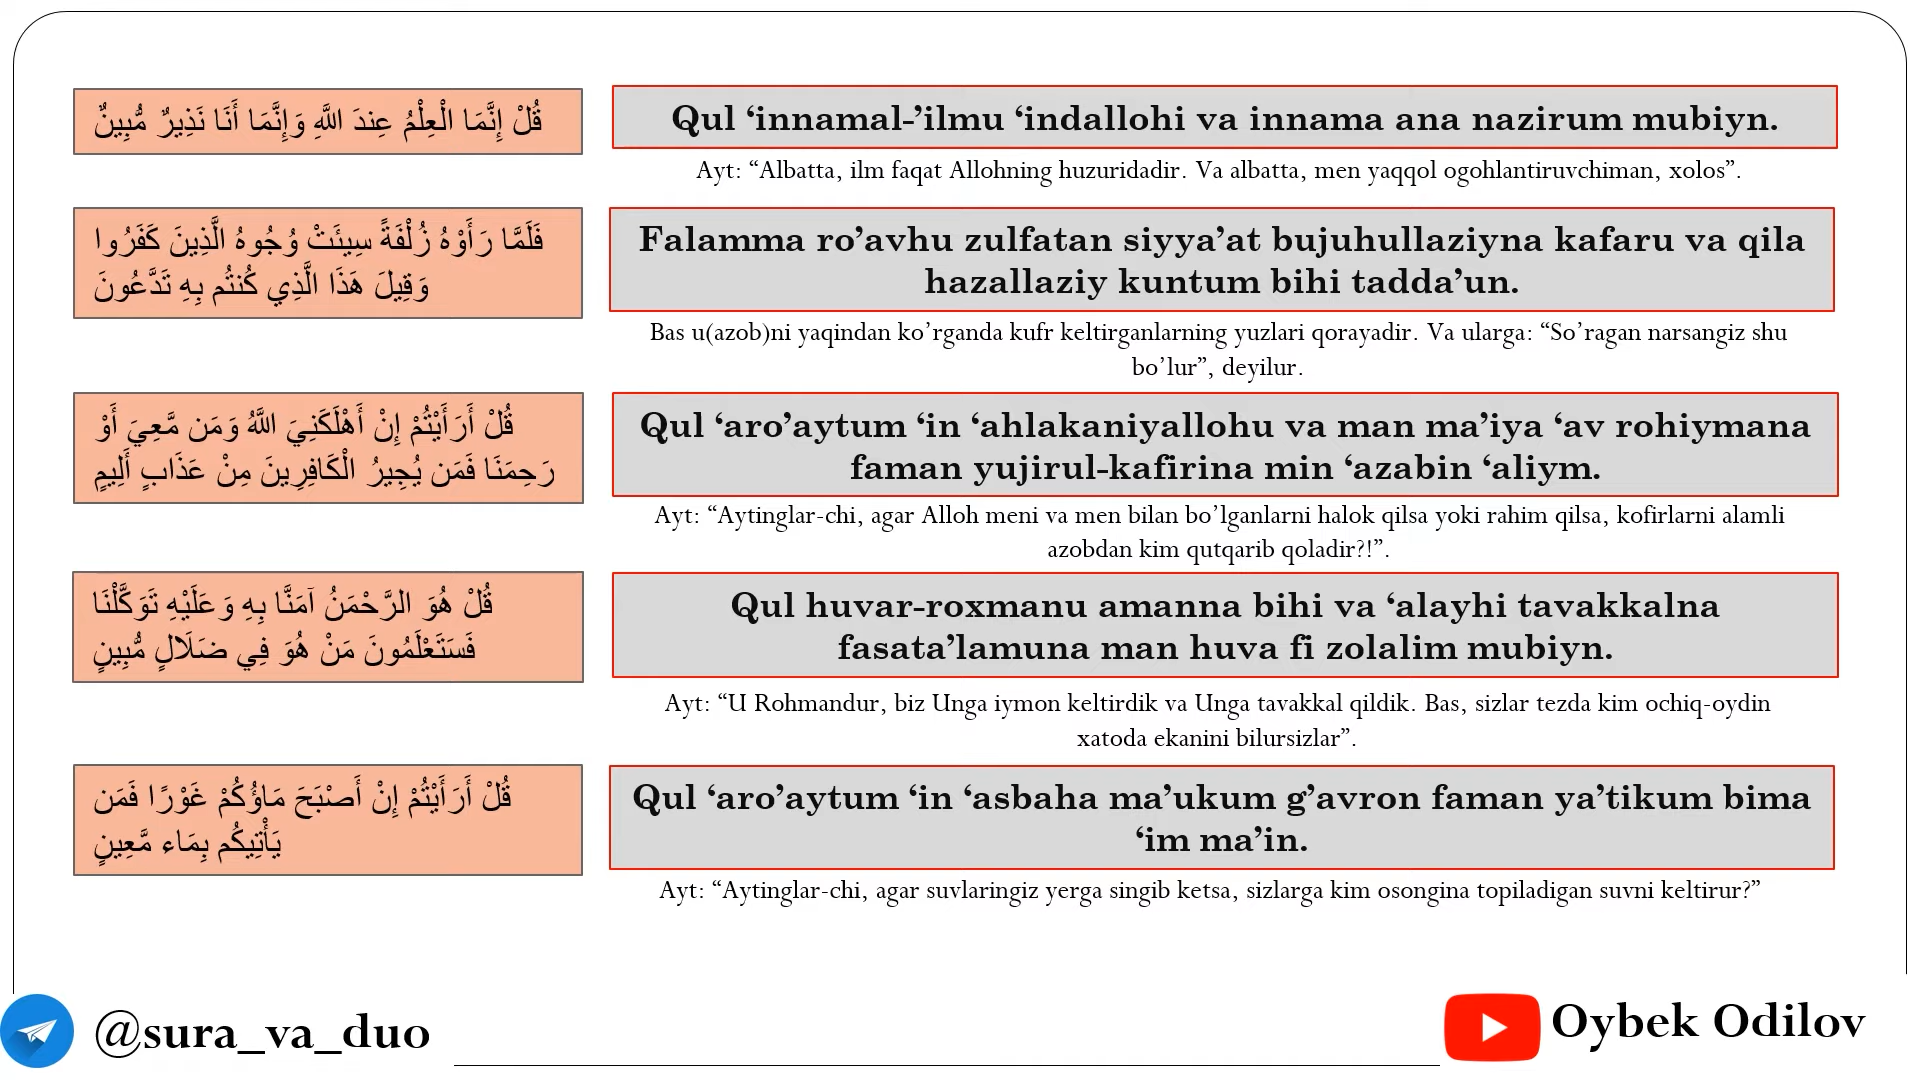 قُلْ إِنَّمَا الْعِلْمُ عِندَ اللَّهِ وَإِنَّمَا أَنَا نَذِيرٌ مُّبِينٌ
Qul ‘innamal-’ilmu ‘indallohi va innama ana nazirum mubiyn.
Ayt: “Albatta, ilm faqat Allohning huzuridadir. Va albatta, men yaqqol ogohlantiruvchiman, xolos”.
فَلَمَّا رَأَوْهُ زُلْفَةً سِيئَتْ وُجُوهُ الَّذِينَ كَفَرُوا
وَقِيلَ هَذَا الَّذِي كُنتُم بِهِ تَدَّعُونَ
Falamma ro’avhu zulfatan siyya’at bujuhullaziyna kafaru va qila
hazallaziy kuntum bihi tadda’un.
Bas u(azob)ni yaqindan ko’rganda kufr keltirganlarning yuzlari qorayadir. Va ularga: “So’ragan narsangiz shu
bo’lur”, deyilur.
قُلْ أَرَأَيْتُمْ إِنْ أَهْلَكَنِيَ اللَّهُ وَمَن مَّعِيَ أَوْ
رَحِمَنَا فَمَن يُجِيرُ الْكَافِرِينَ مِنْ عَذَابٍ أَلِيمٍ
Qul ‘aro’aytum ‘in ‘ahlakaniyallohu va man ma’iya ‘av rohiymana
faman yujirul-kafirina min ‘azabin ‘aliym.
Ayt: “Aytinglar-chi, agar Alloh meni va men bilan bo’lganlarni halok qilsa yoki rahim qilsa, kofirlarni alamli
azobdan kim qutqarib qoladir?!”.
قُلْ هُوَ الرَّحْمَنُ آمَنَّا بِهِ وَعَلَيْهِ تَوَكَّلْنَا
فَسَتَعْلَمُونَ مَنْ هُوَ فِي ضَلَالٍ مُّبِينٍ
Qul huvar-roxmanu amanna bihi va ‘alayhi tavakkalna
fasata’lamuna man huva fi zolalim mubiyn.
Ayt: “U Rohmandur, biz Unga iymon keltirdik va Unga tavakkal qildik. Bas, sizlar tezda kim ochiq-oydin
xatoda ekanini bilursizlar”.
قُلْ أَرَأَيْتُمْ إِنْ أَصْبَحَ مَاؤُكُمْ غَوْرًا فَمَن
يَأْتِيكُم بِمَاء مَّعِينٍ
Qul ‘aro’aytum ‘in ‘asbaha ma’ukum g’avron faman ya’tikum bima
‘im ma’in.
Ayt: “Aytinglar-chi, agar suvlaringiz yerga singib ketsa, sizlarga kim osongina topiladigan suvni keltirur?”
@sura_va_duo
Oybek Odilov